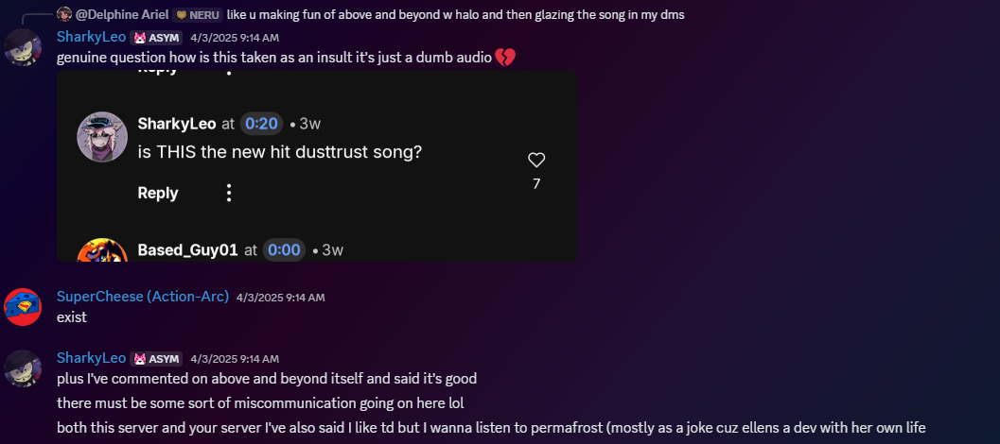 @Delphine Ariel NERU like u making fun of above and beyond w halo and then glazing the song in my dms
SharkyLeo ASYM 4/3/2025 9:14 AM
genuine question how is this taken as an insult it's just a dumb audio
Reply
SharkyLeo at 0:20 • 3w
is THIS the new hit dusttrust song?
7
Reply
Based_Guy01 at 0:00 • 3w
SuperCheese (Action-Arc) 4/3/2025 9:14 AM
exist
SharkyLeo ASYM 4/3/2025 9:14 AM
plus I've commented on above and beyond itself and said it's good
there must be some sort of miscommunication going on here lol
both this server and your server I've also said I like td but I wanna listen to permafrost (mostly as a joke cuz ellens a dev with her own life